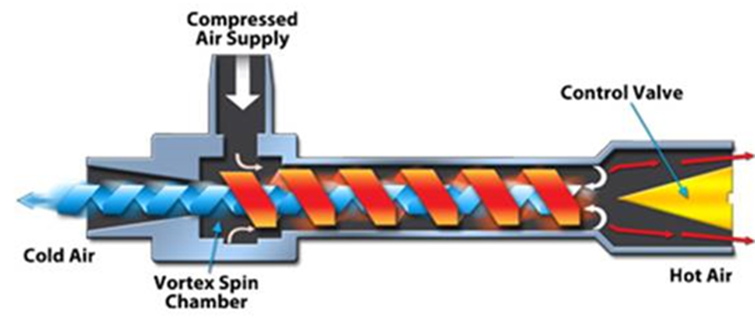 Compressed
Air Supply
Control Valve
Cold Air
Vortex Spin
Chamber
Hot Air